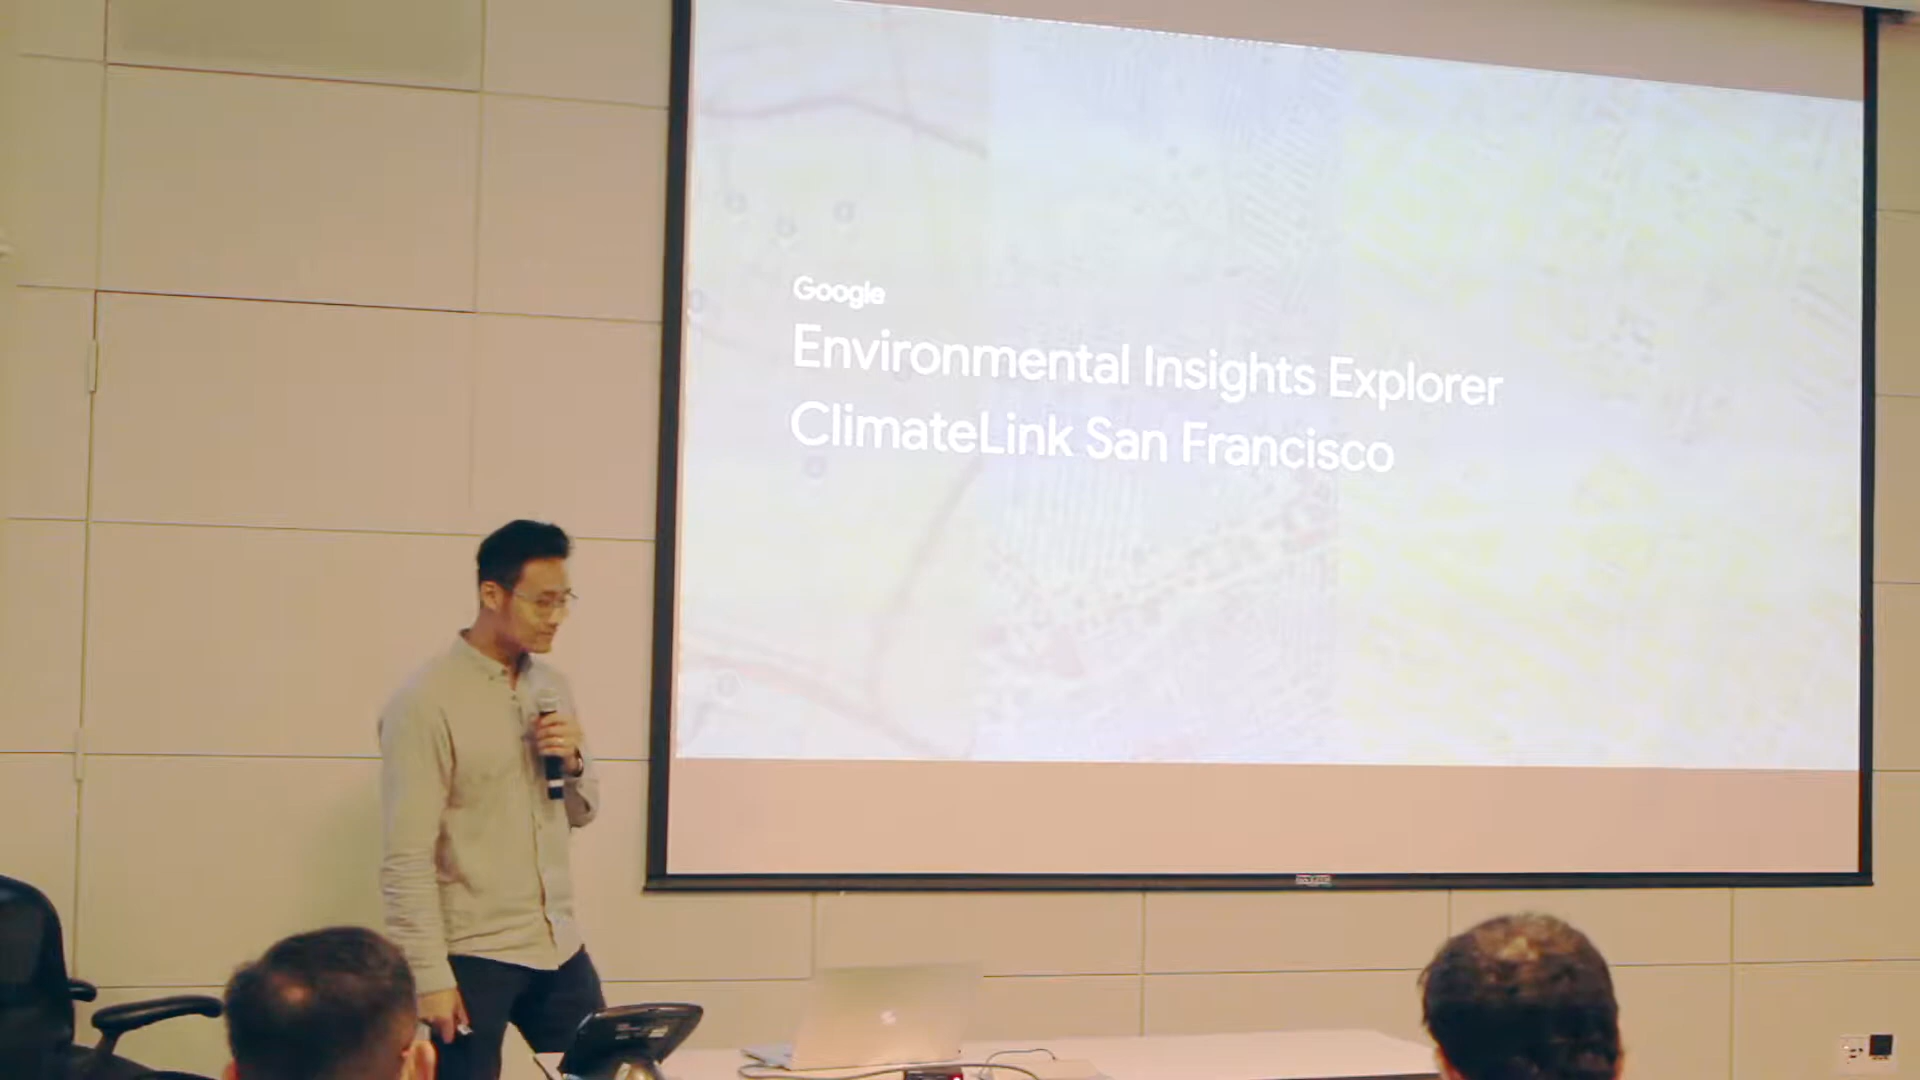 Google
Environmental Insights Explorer
ClimateLink San Francisco